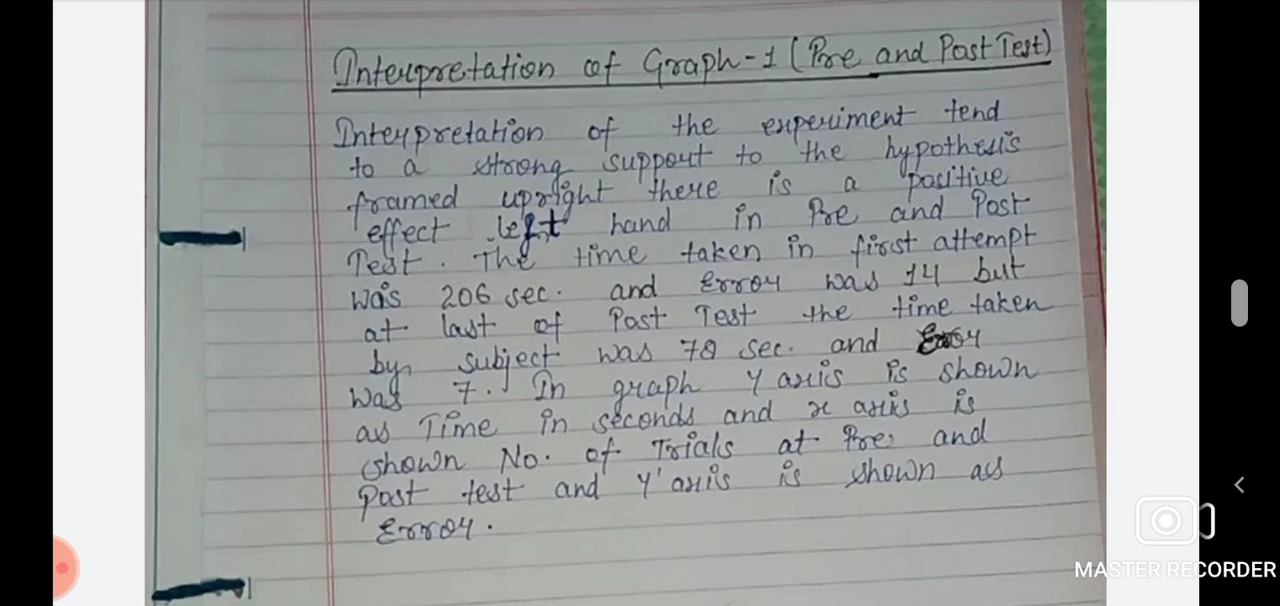 Interpretation of Graph-1 (Pre and Post Test)
Interpretation of the experiment tend
to a strong support to the hypothesis
framed upright there is a positive
effect left hand in Pre and Post
Test. The time taken in first attempt
was 206 sec. and Error was 14 but
at last of Post Test the time taken
by subject was 78 sec. and Error
was 7. In graph Y axis is shown
as Time in seconds and x axis is
shown No. of Trials at Pre and
Post test and Y' axis is shown as
Error.
MASTER RECORDER